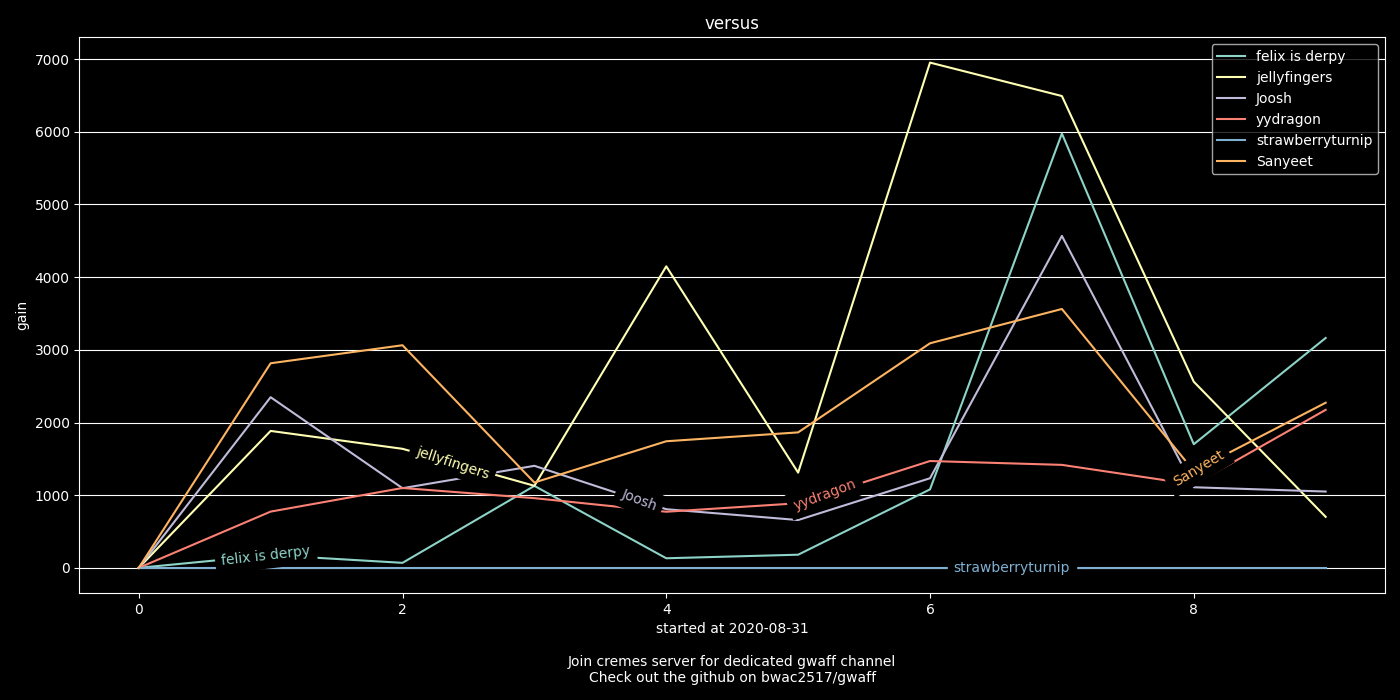 versus
7000
6000
5000
4000
3000
2000
1000
0
gain
felix is derpy
jellyfingers
Joosh
yydragon
strawberryturnip
Sanyeet
jellyfingers
Joosh
yydragon
Sanyeet
felix is derpy
strawberryturnip
0 2 4 6 8
started at 2020-08-31
Join cremes server for dedicated gwaff channel
Check out the github on bwac2517/gwaff